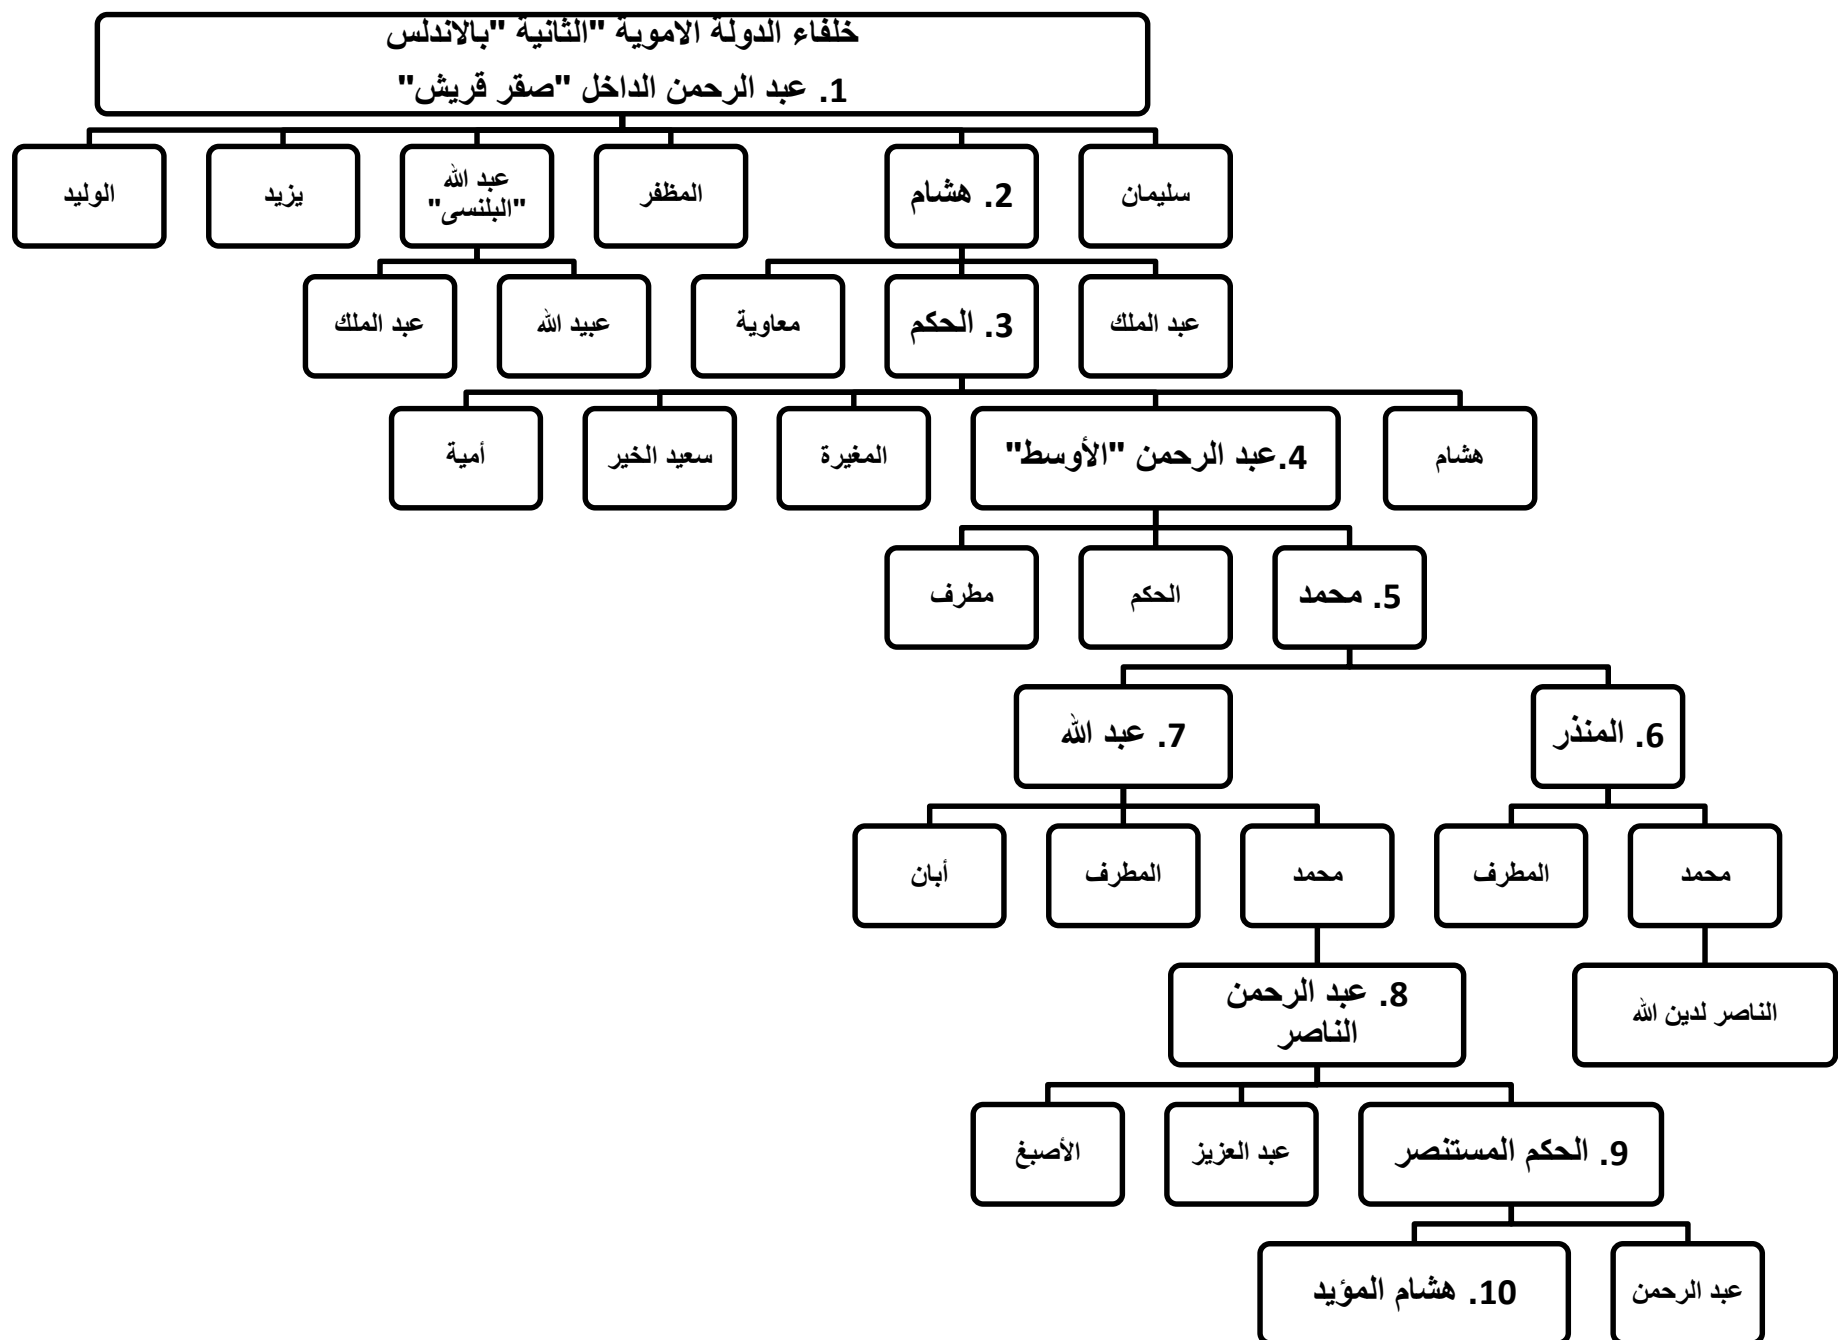 خلفاء الدولة الاموية "الثانية "بالاندلس
1. عبد الرحمن الداخل "صقر قريش"
سليمان
2. هشام
المظفر
عبد الله
"البلنسى"
يزيد
الوليد
عبد الملك
3. الحكم
معاوية
عبيد الله
عبد الملك
هشام
4.عبد الرحمن "الأوسط"
المغيرة
سعيد الخير
أمية
5. محمد
الحكم
مطرف
6. المنذر
7. عبد الله
محمد
المطرف
محمد
المطرف
أبان
الناصر لدين الله
8. عبد الرحمن
الناصر
9. الحكم المستنصر
عبد العزيز
الأصبغ
عبد الرحمن
10. هشام المؤيد